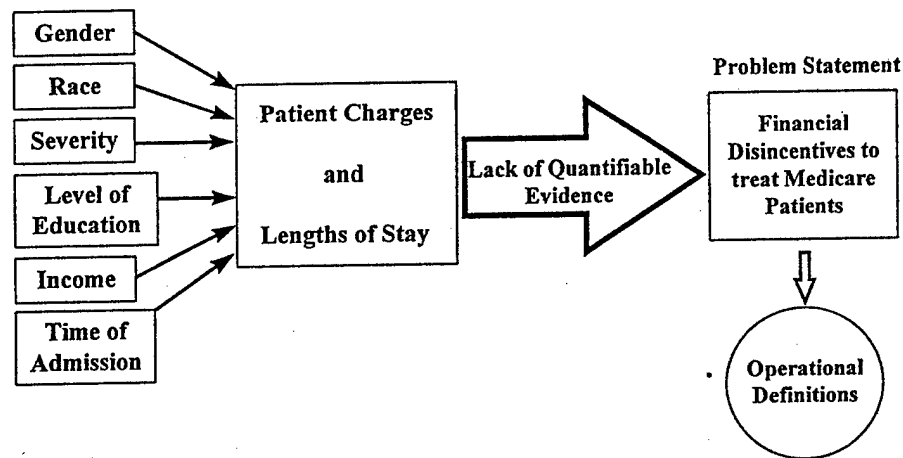 Gender
Race
Severity
Level of
Education
Income
Time of
Admission
Patient Charges
and
Lengths of Stay
Lack of Quantifiable
Evidence
Problem Statement
Financial
Disincentives to
treat Medicare
Patients
Operational
Definitions